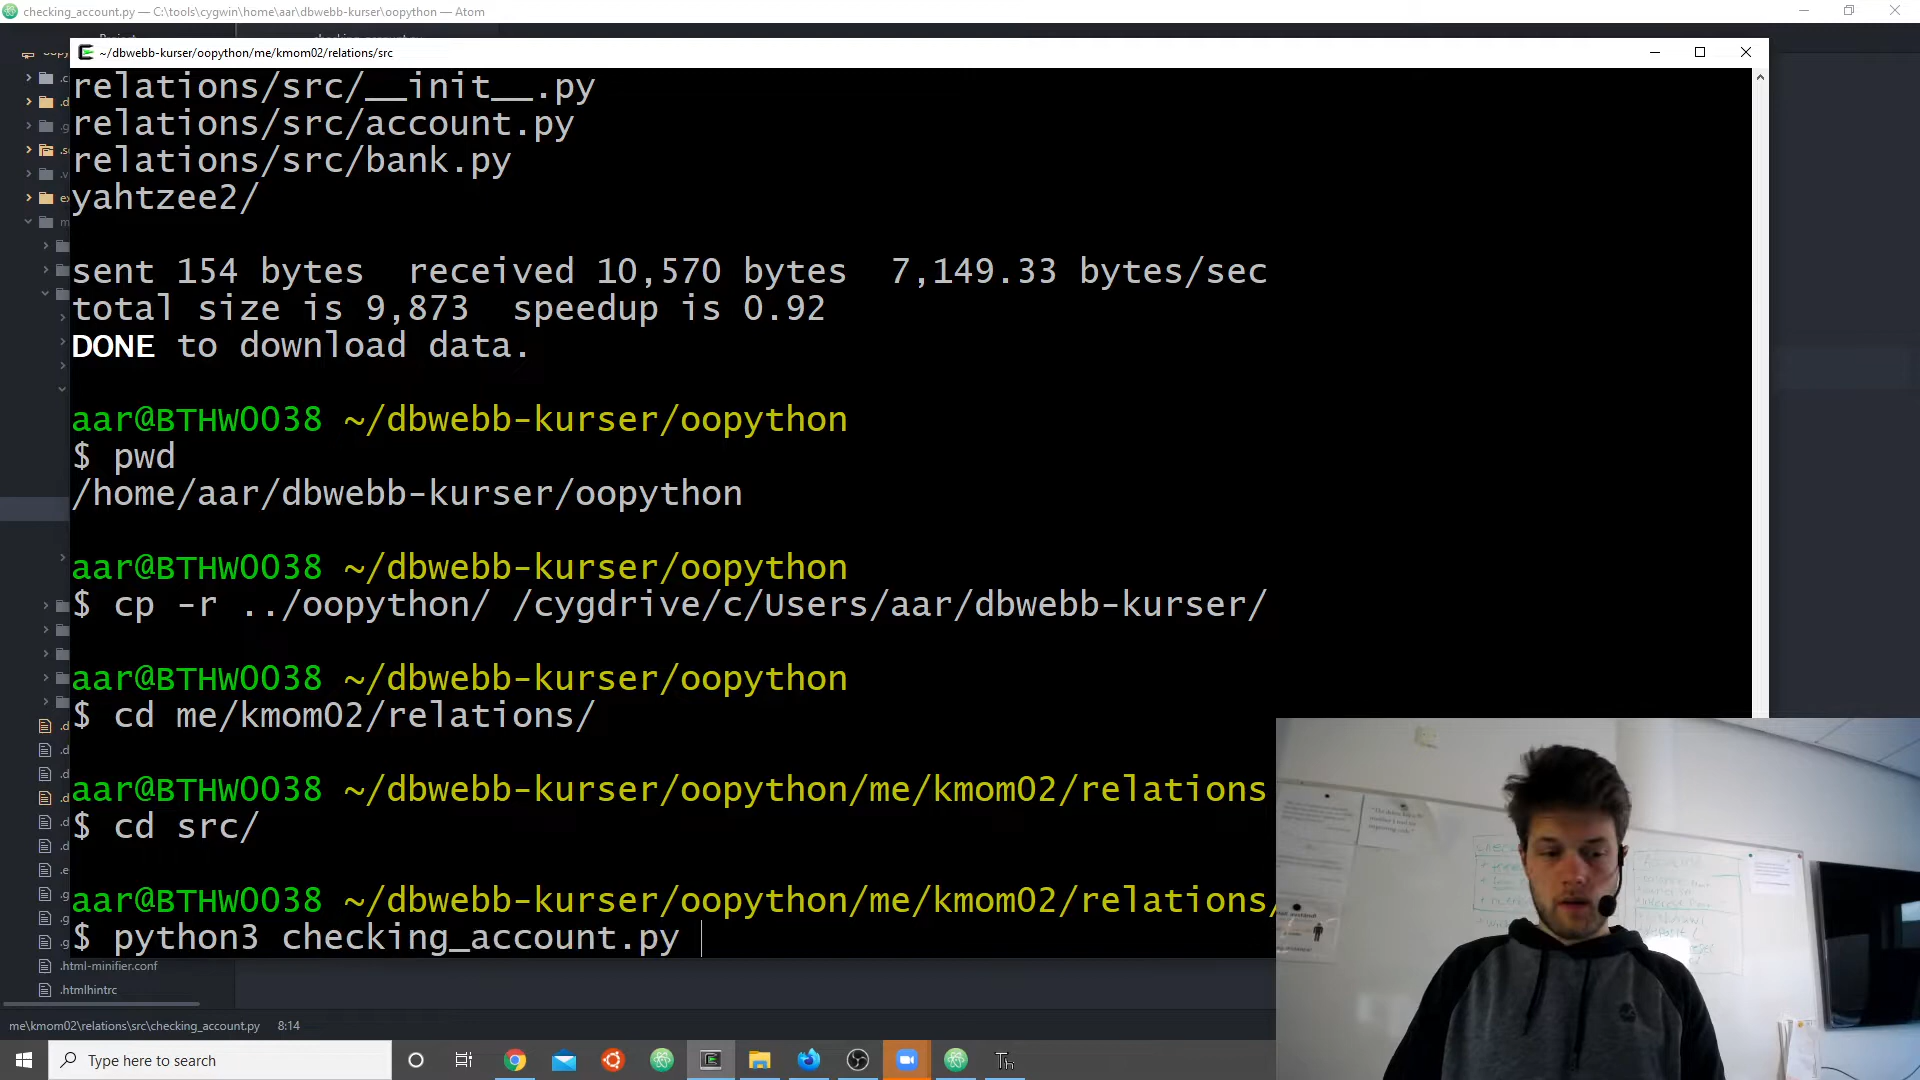 checking_account.py — C:\tools\cygwin\home\aar\dbwebb-kurser\oopython — Atom
~/dbwebb-kurser/oopython/me/kmom02/relations/src
relations/src/__init__.py
relations/src/account.py
relations/src/bank.py
yahtzee2/
sent 154 bytes  received 10,570 bytes  7,149.33 bytes/sec
total size is 9,873  speedup is 0.92
DONE to download data.
aar@BTHW0038 ~/dbwebb-kurser/oopython
$ pwd
/home/aar/dbwebb-kurser/oopython
aar@BTHW0038 ~/dbwebb-kurser/oopython
$ cp -r ../oopython/ /cygdrive/c/Users/aar/dbwebb-kurser/
aar@BTHW0038 ~/dbwebb-kurser/oopython
$ cd me/kmom02/relations/
aar@BTHW0038 ~/dbwebb-kurser/oopython/me/kmom02/relations
$ cd src/
aar@BTHW0038 ~/dbwebb-kurser/oopython/me/kmom02/relations/
$ python3 checking_account.py
.html-minifier.conf
.htmlhintrc
me\kmom02\relations\src\checking_account.py 8:14
Type here to search